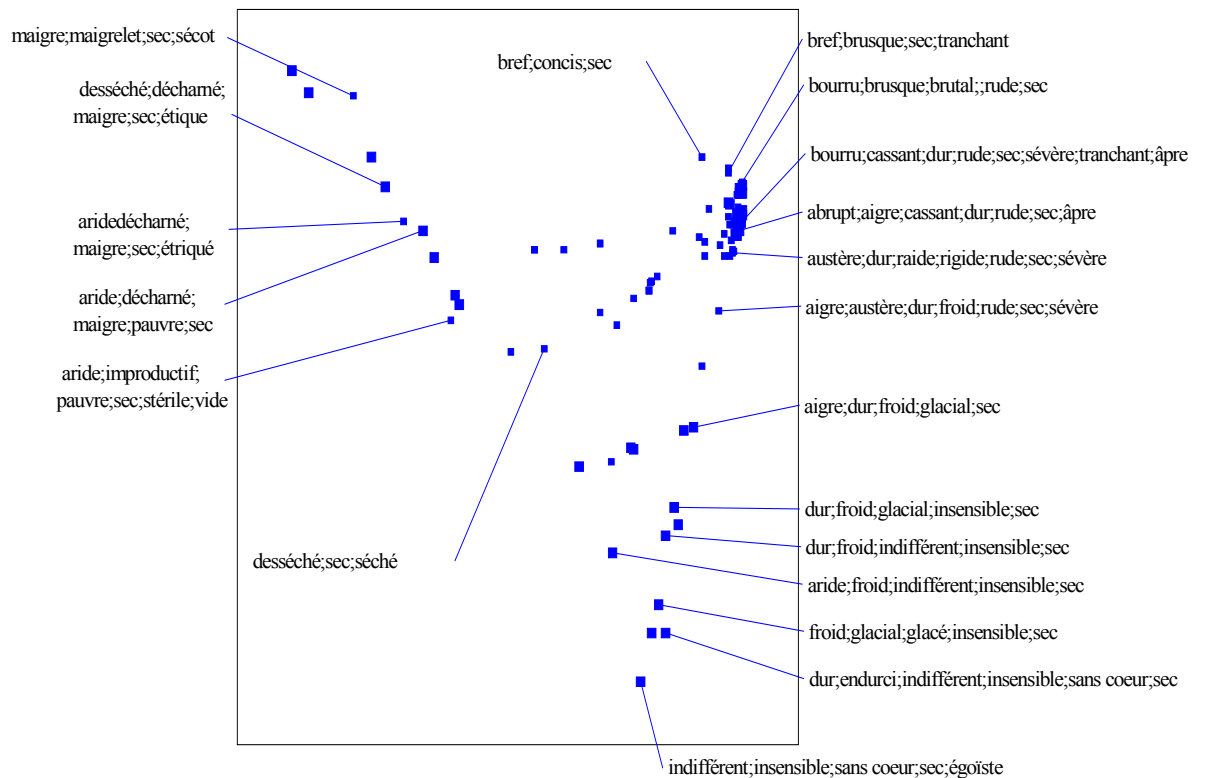 maigre;maigrelet;sec;sécot
desséché;décharné;
maigre;sec;étique
aridedécharné;
maigre;sec;étriqué
aride;décharné;
maigre;pauvre;sec
aride;improductif;
pauvre;sec;stérile;vide
bref;concis;sec
desséché;sec;séché
bref;brusque;sec;tranchant
bourru;brusque;brutal;;rude;sec
bourru;cassant;dur;rude;sec;sévère;tranchant;âpre
abrupt;aigre;cassant;dur;rude;sec;âpre
austère;dur;raide;rigide;rude;sec;sévère
aigre;austère;dur;froid;rude;sec;sévère
aigre;dur;froid;glacial;sec
dur;froid;glacial;insensible;sec
dur;froid;indifférent;insensible;sec
aride;froid;indifférent;insensible;sec
froid;glacial;glacé;insensible;sec
dur;endurci;indifférent;insensible;sans coeur;sec
indifférent;insensible;sans coeur;sec;égoïste